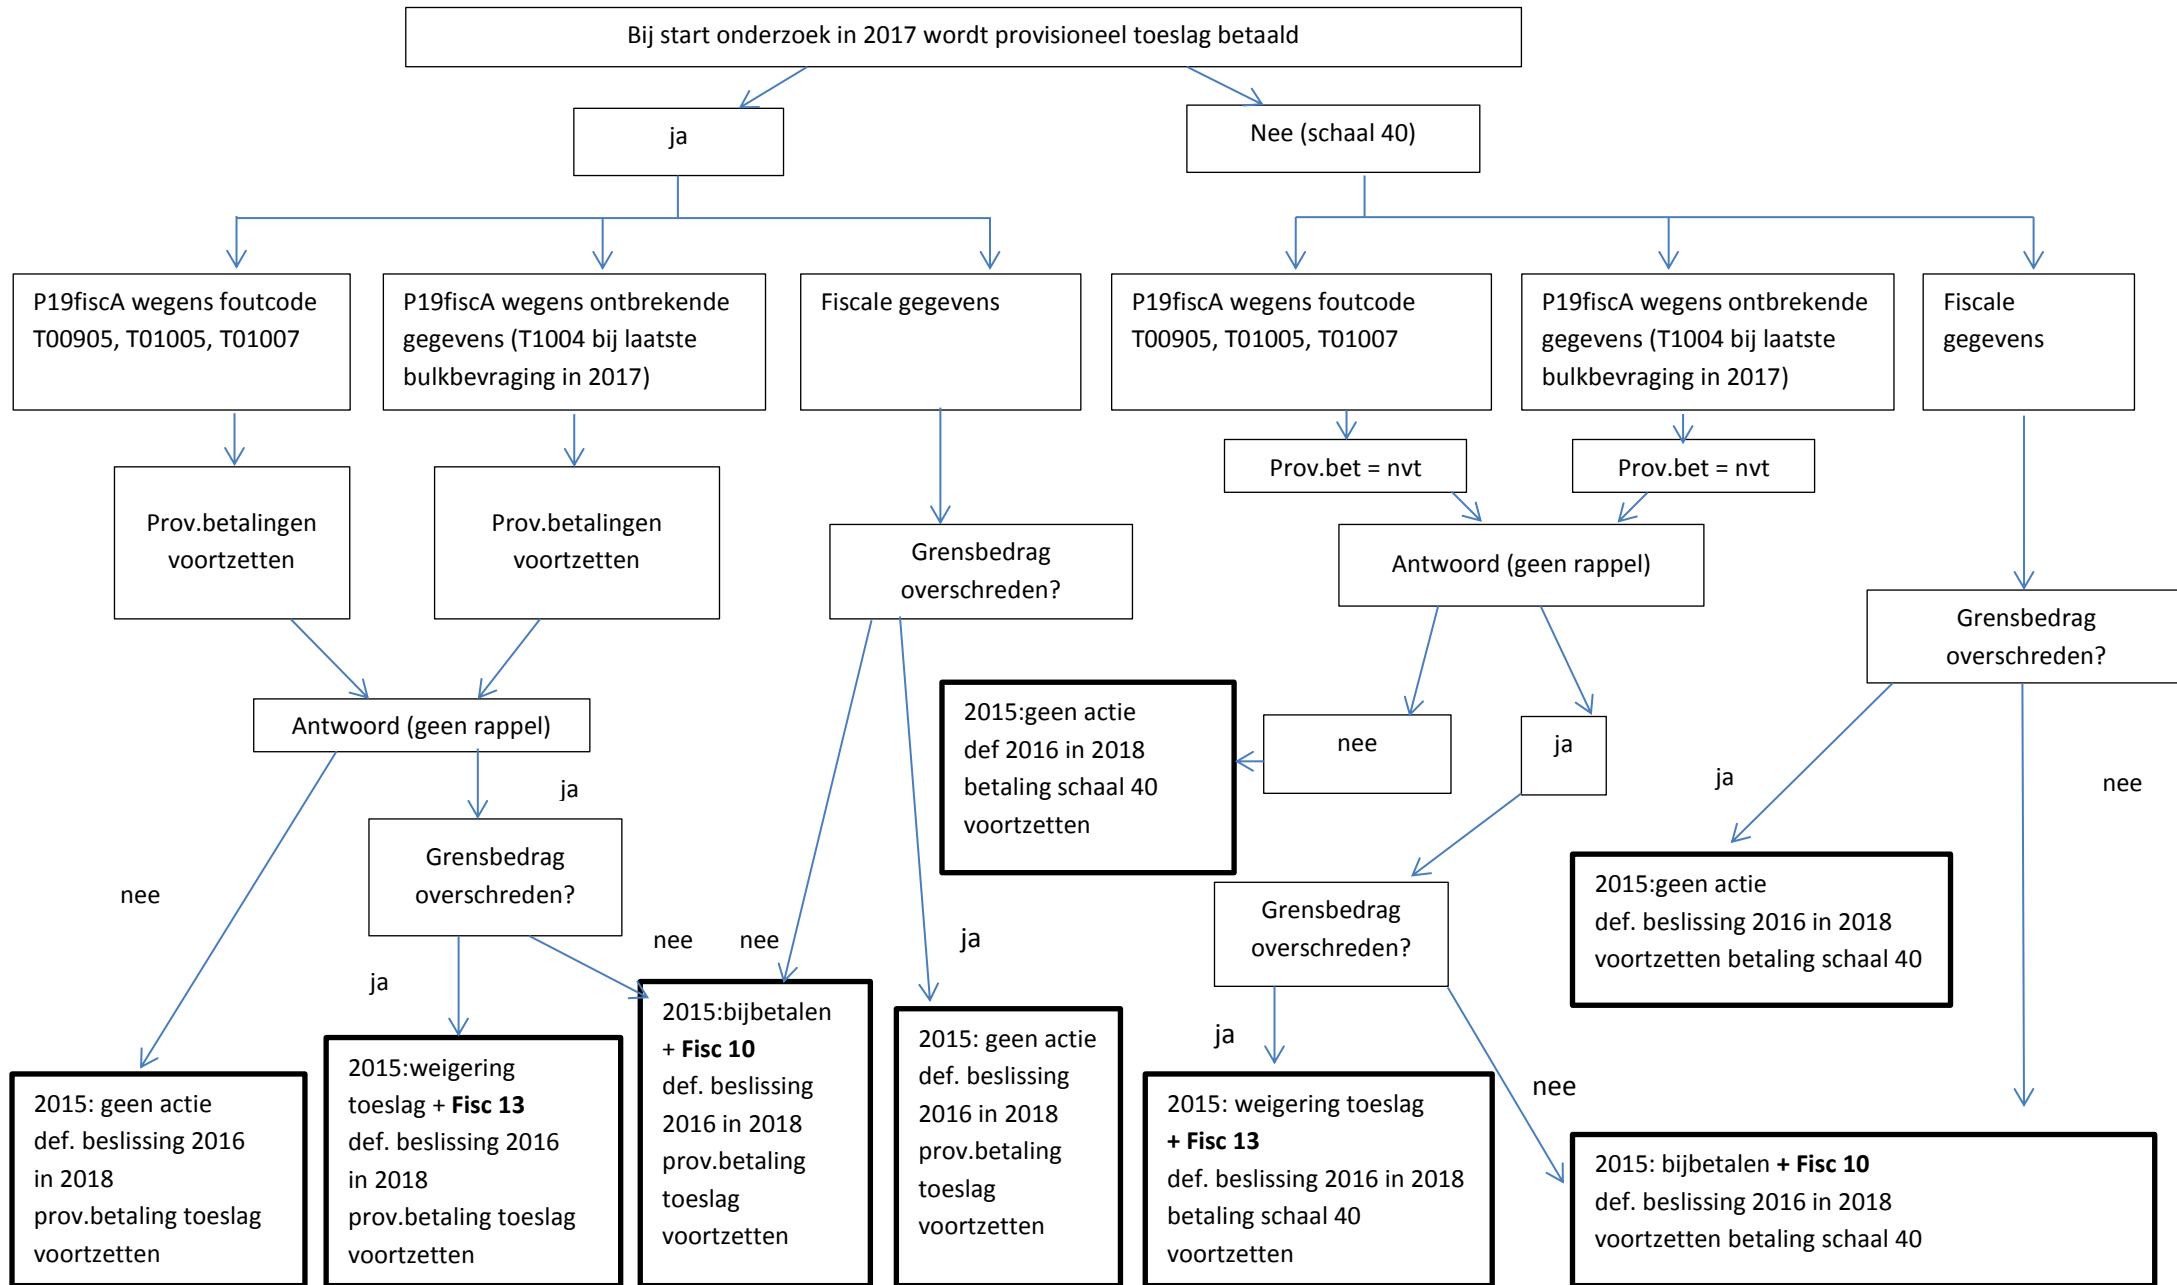 Bij start onderzoek in 2017 wordt provisioneel toeslag betaald
ja
Nee (schaal 40)
P19fiscA wegens foutcode
T00905, T01005, T01007
P19fiscA wegens ontbrekende
gegevens (T1004 bij laatste
bulkbevraging in 2017)
Fiscale gegevens
P19fiscA wegens foutcode
T00905, T01005, T01007
P19fiscA wegens ontbrekende
gegevens (T1004 bij laatste
bulkbevraging in 2017)
Fiscale
gegevens
Prov.betalingen
voortzetten
Prov.betalingen
voortzetten
Grensbedrag
overschreden?
Prov.bet = nvt
Prov.bet = nvt
Antwoord (geen rappel)
Grensbedrag
overschreden?
Antwoord (geen rappel)
2015:geen actie
def 2016 in 2018
betaling schaal 40
voortzetten
nee
ja
ja
nee
ja
nee
Grensbedrag
overschreden?
ja
nee
nee
ja
Grensbedrag
overschreden?
ja
nee
2015:geen actie
def. beslissing 2016 in 2018
voortzetten betaling schaal 40
2015: geen actie
def. beslissing 2016
in 2018
prov.betaling toeslag
voortzetten
2015:weigering
toeslag + Fisc 13
def. beslissing 2016
in 2018
prov.betaling toeslag
voortzetten
2015:bijbetalen
+ Fisc 10
def. beslissing
2016 in 2018
prov.betaling
toeslag
voortzetten
2015: geen actie
def. beslissing
2016 in 2018
prov.betaling
toeslag
voortzetten
2015: weigering toeslag
+ Fisc 13
def. beslissing 2016 in 2018
betaling schaal 40
voortzetten
2015: bijbetalen + Fisc 10
def. beslissing 2016 in 2018
voortzetten betaling schaal 40